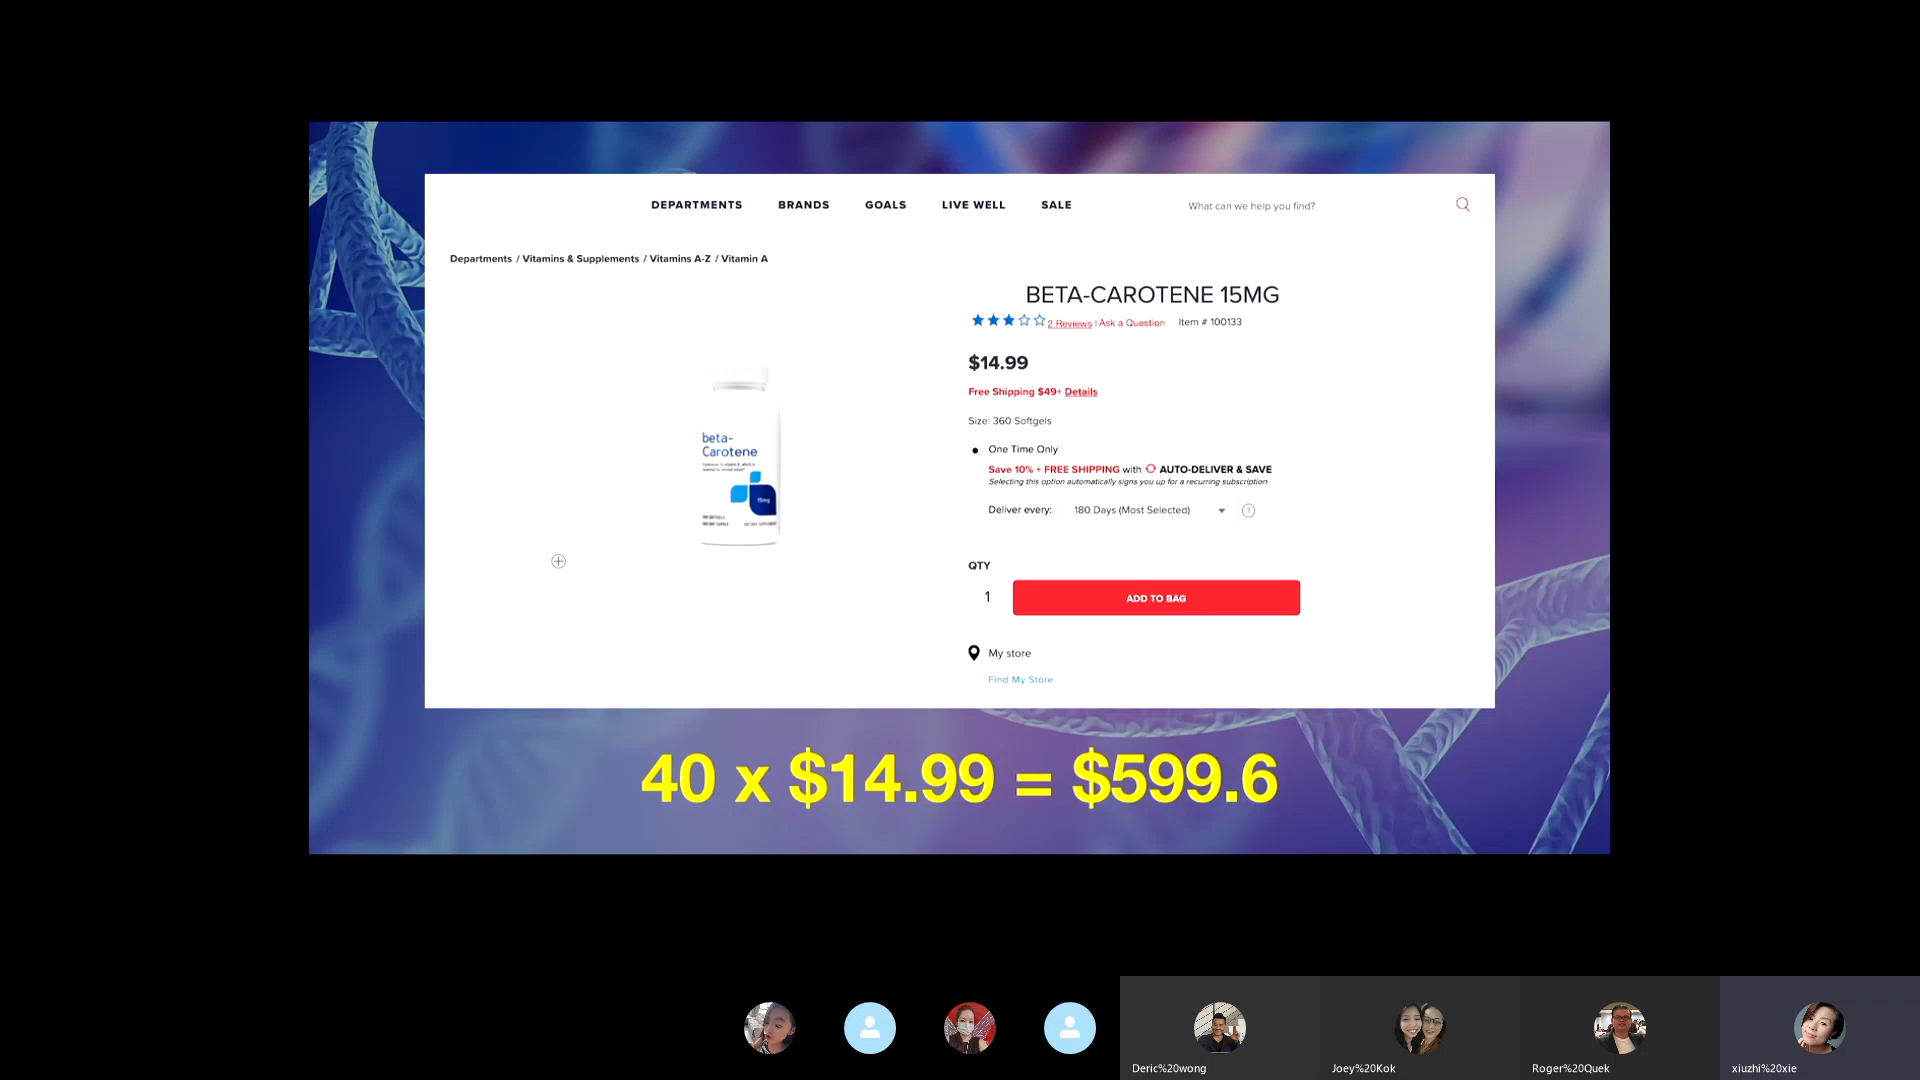 DEPARTMENTS BRANDS GOALS LIVE WELL SALE What can we help you find?
Departments / Vitamins & Supplements / Vitamins A-Z / Vitamin A
BETA-CAROTENE 15MG
2 Reviews | Ask a Question Item # 100133
$14.99
Free Shipping $49+ Details
Size: 360 Softgels
One Time Only
Save 10% + FREE SHIPPING with AUTO-DELIVER & SAVE
Selecting this option automatically signs you up for a recurring subscription
Deliver every: 180 Days (Most Selected) ?
beta-
Carotene
15mg
QTY
1 ADD TO BAG
My store
Find My Store
40 x $14.99 = $599.6
Deric%20wong Joey%20Kok Roger%20Quek xiuzhi%20xie